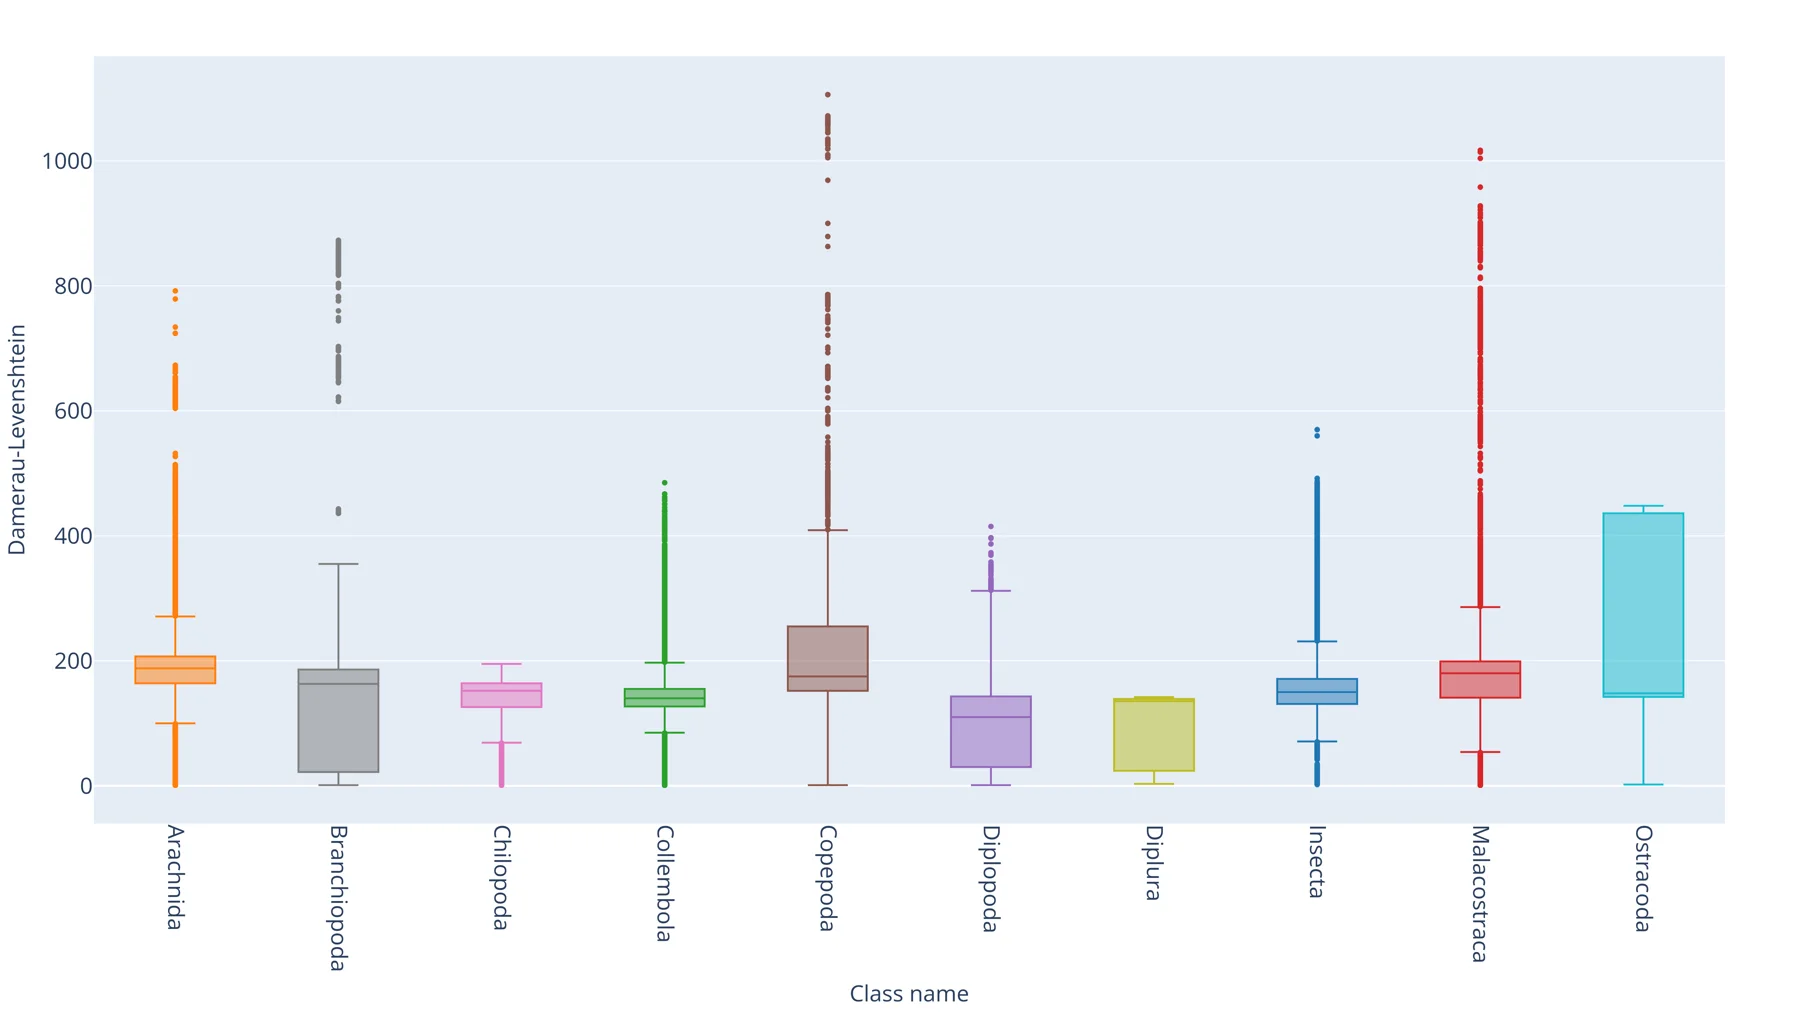 Damerau-Levenshtein
1000
800
600
400
200
0
Arachnida
Branchiopoda
Chilopoda
Collembola
Copepoda
Diplopoda
Diplura
Insecta
Malacostraca
Ostracoda
Class name